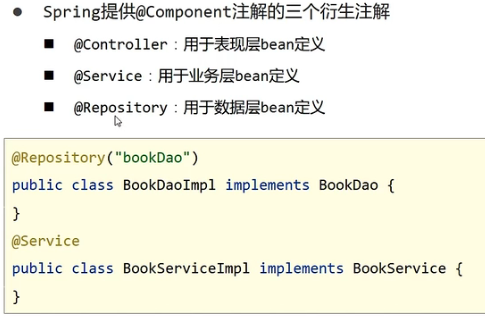 Spring提供@Component注解的三个衍生注解
@Controller：用于表现层bean定义
@Service：用于业务层bean定义
@Repository：用于数据层bean定义
@Repository("bookDao")
public class BookDaoImpl implements BookDao {
}
@Service
public class BookServiceImpl implements BookService {
}